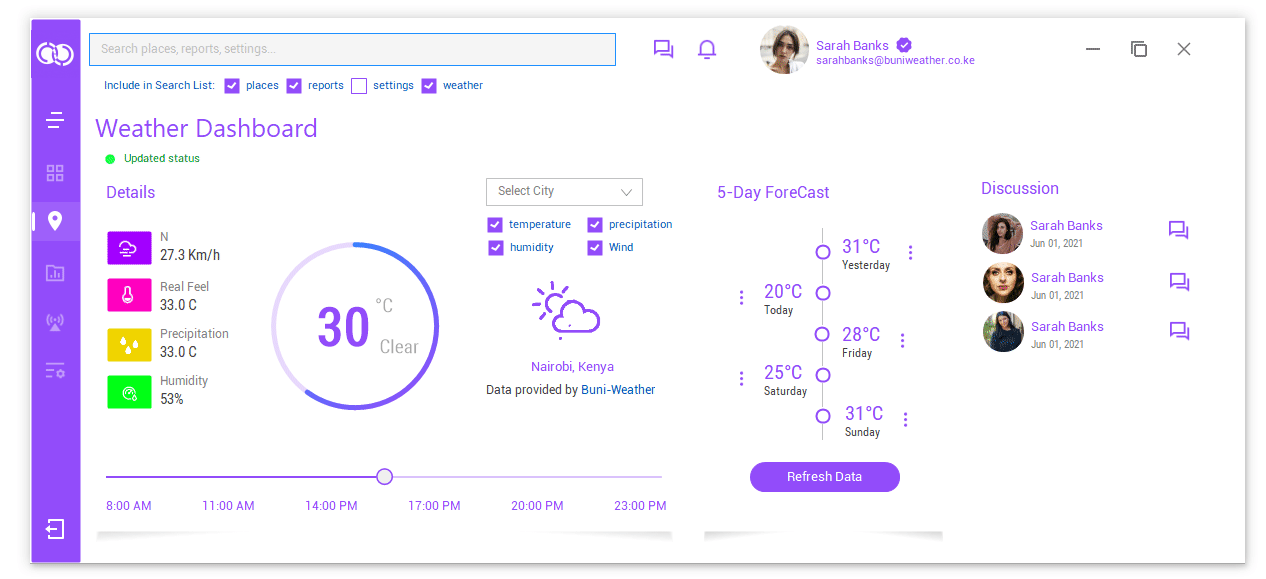 Search places, reports, settings...
Sarah Banks
sarahbanks@buniweather.co.ke
Include in Search List: places reports settings weather
Weather Dashboard
Updated status
Details
N
27.3 Km/h
Real Feel
33.0 C
Precipitation
33.0 C
Humidity
53%
30 °C
Clear
Select City
temperature precipitation
humidity Wind
Nairobi, Kenya
Data provided by Buni-Weather
8:00 AM 11:00 AM 14:00 PM 17:00 PM 20:00 PM 23:00 PM
5-Day ForeCast
31°C
Yesterday
20°C
Today
28°C
Friday
25°C
Saturday
31°C
Sunday
Refresh Data
Discussion
Sarah Banks
Jun 01, 2021
Sarah Banks
Jun 01, 2021
Sarah Banks
Jun 01, 2021